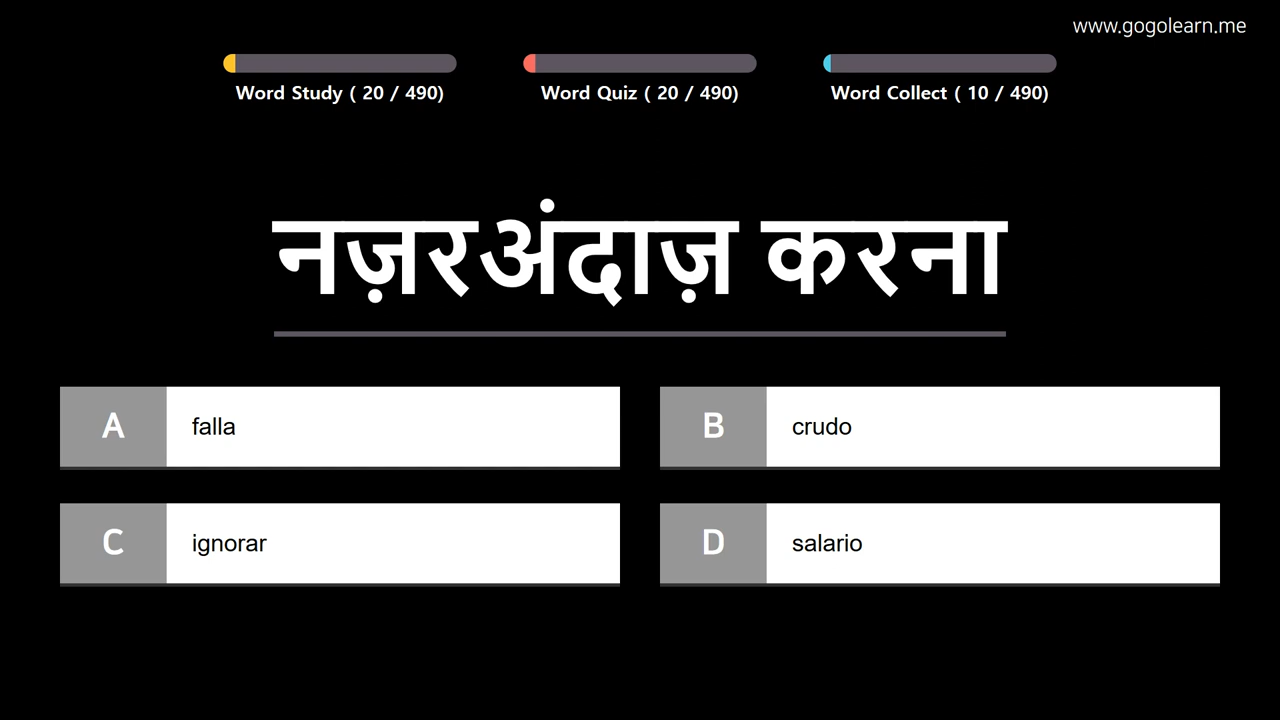 www.gogolearn.me
Word Study ( 20 / 490)
Word Quiz ( 20 / 490)
Word Collect ( 10 / 490)
नज़रअंदाज़ करना
A falla
B crudo
C ignorar
D salario